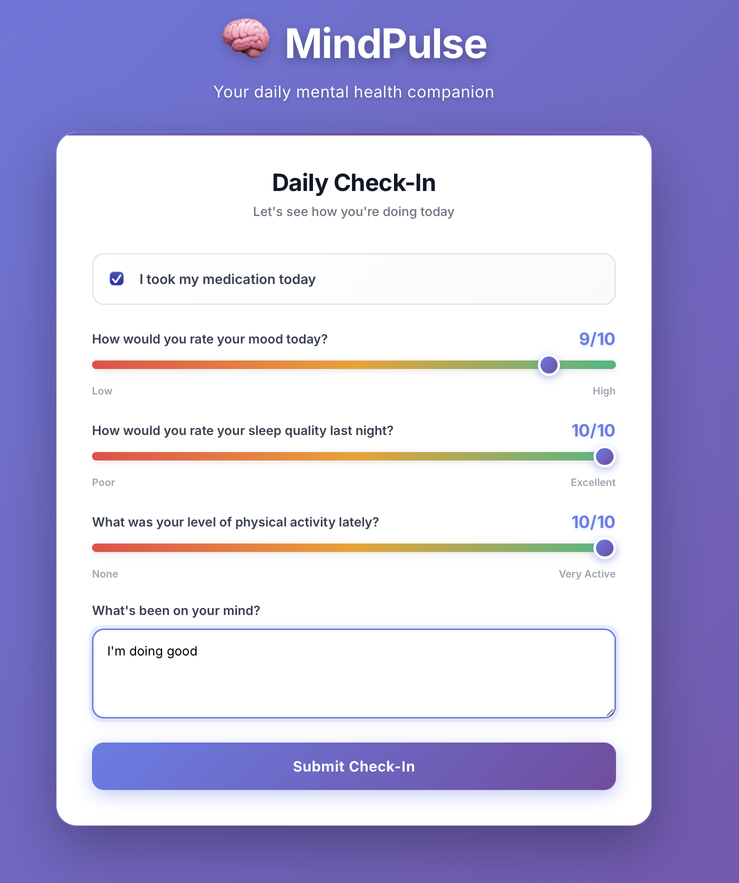 MindPulse
Your daily mental health companion
Daily Check-In
Let's see how you're doing today
I took my medication today
How would you rate your mood today? 9/10
Low High
How would you rate your sleep quality last night? 10/10
Poor Excellent
What was your level of physical activity lately? 10/10
None Very Active
What's been on your mind?
I'm doing good
Submit Check-In